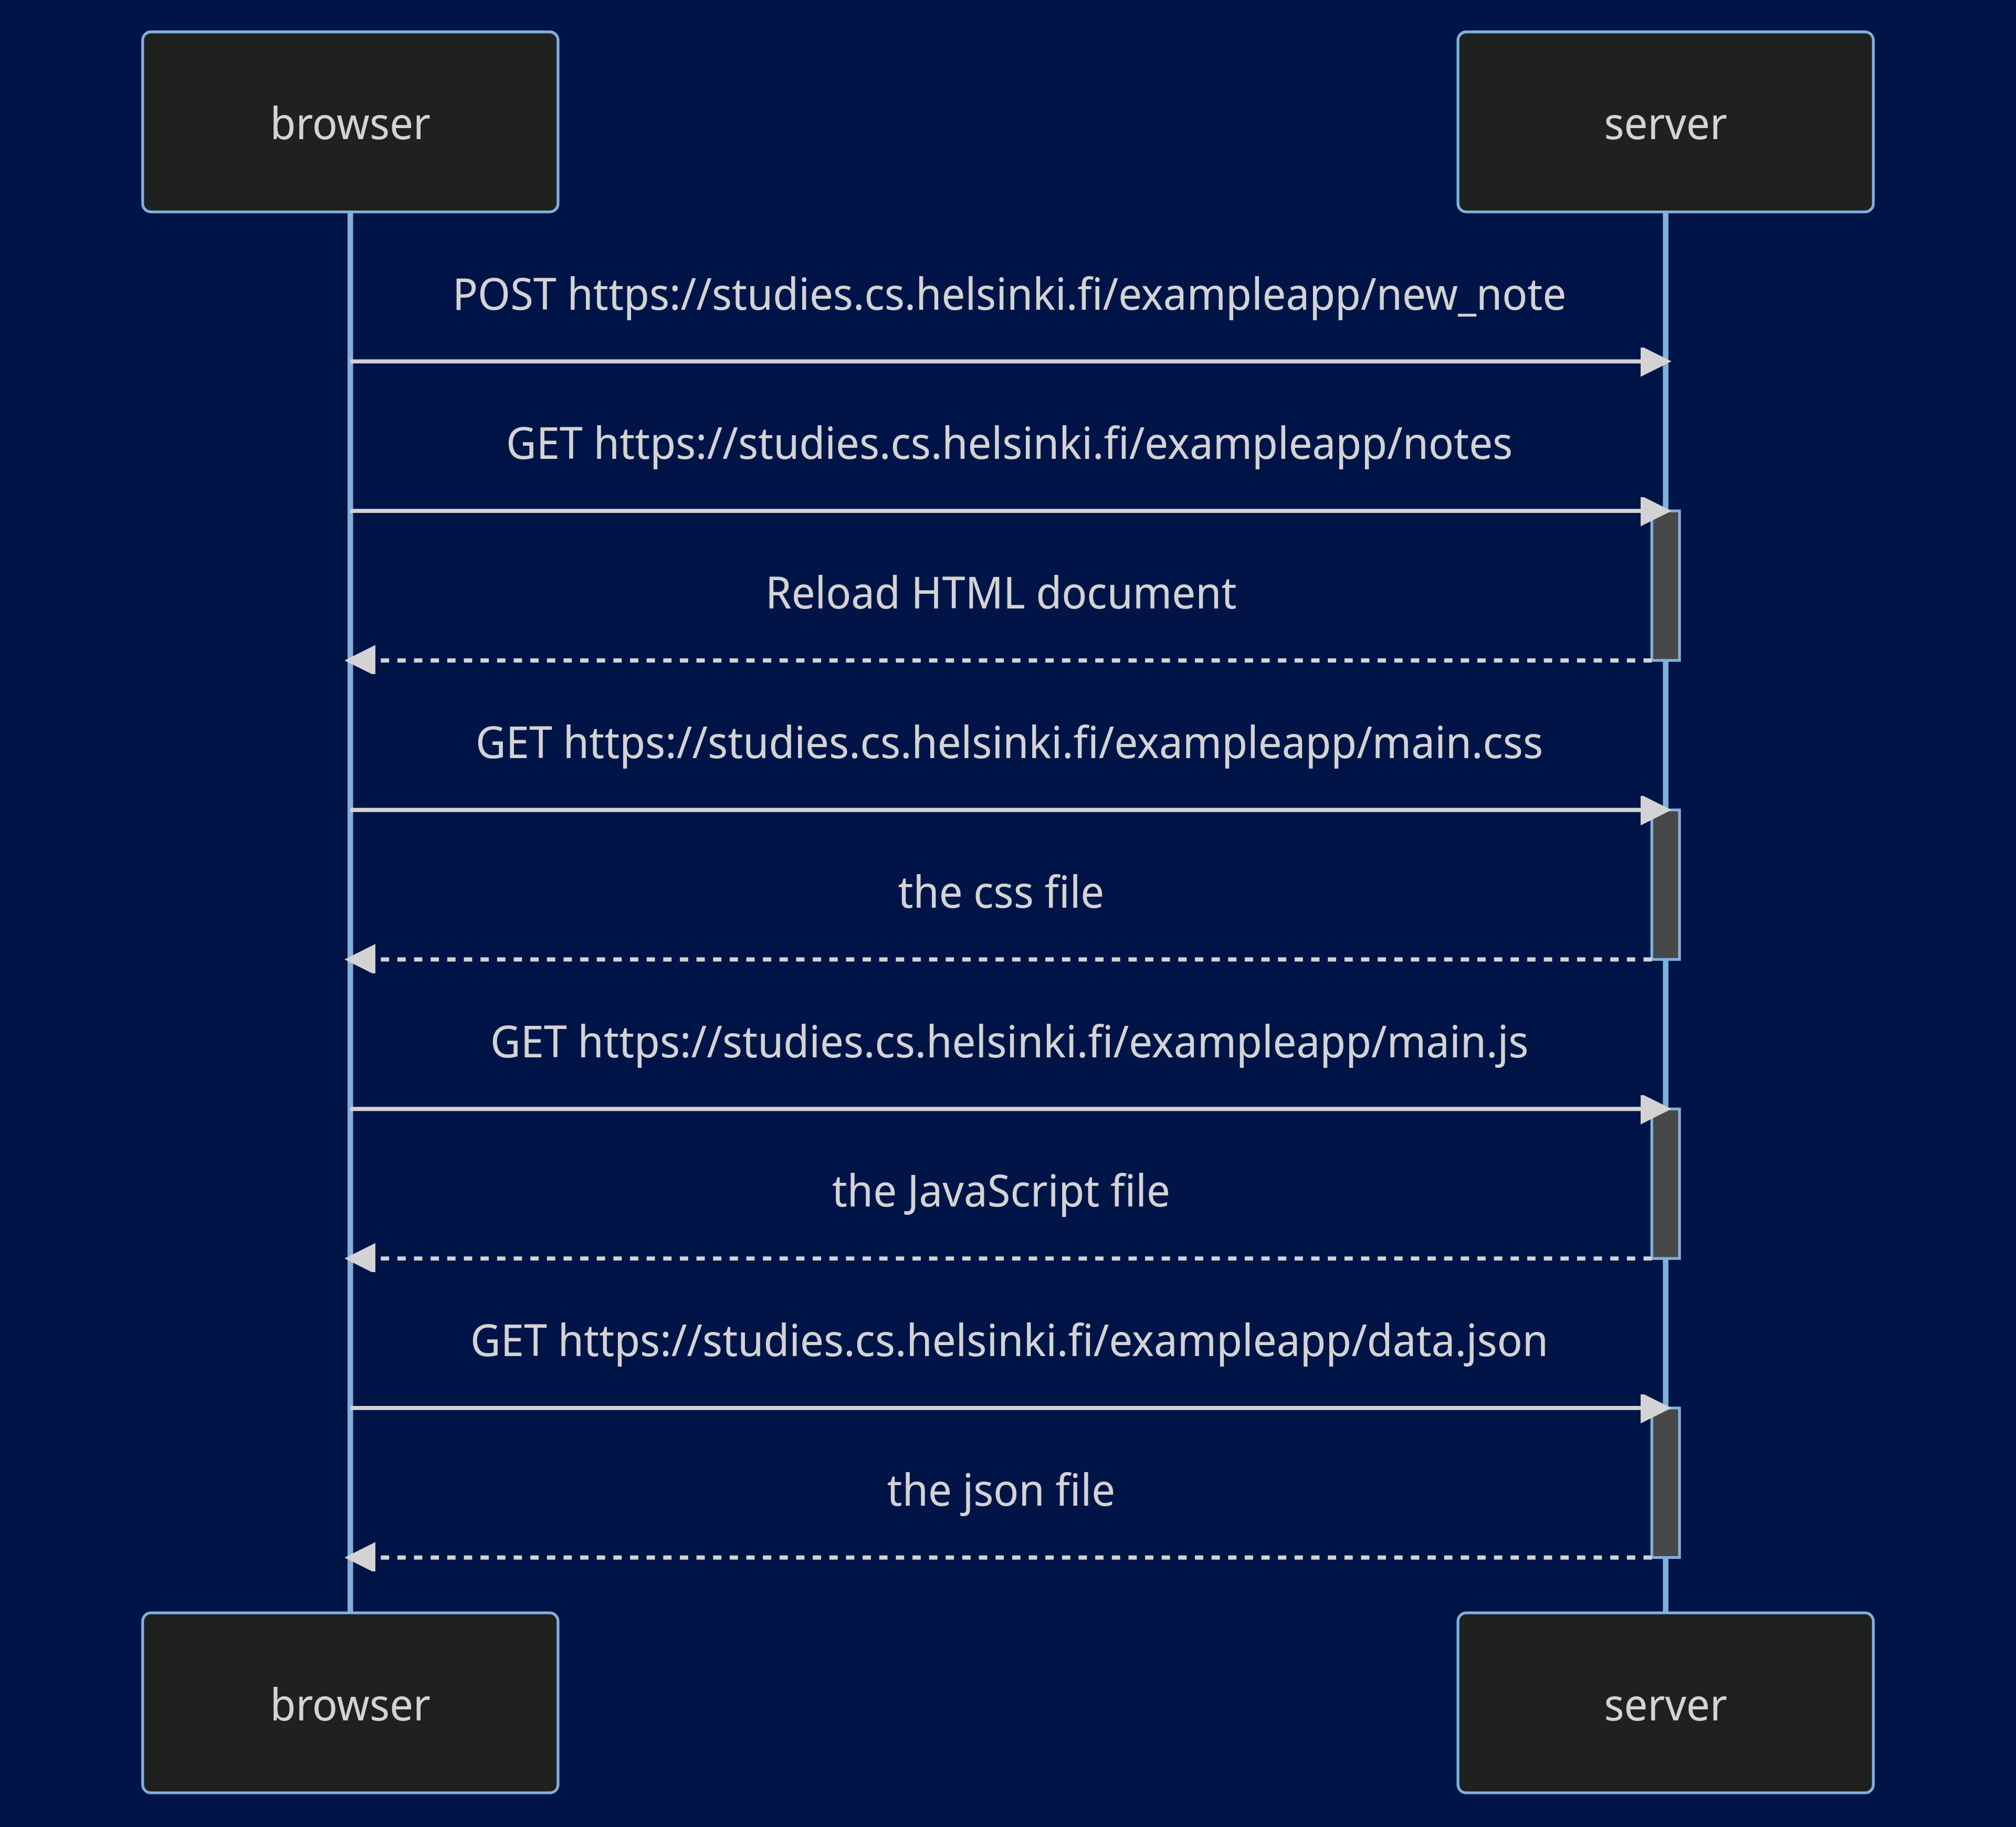 browser
server
POST https://studies.cs.helsinki.fi/exampleapp/new_note
GET https://studies.cs.helsinki.fi/exampleapp/notes
Reload HTML document
GET https://studies.cs.helsinki.fi/exampleapp/main.css
the css file
GET https://studies.cs.helsinki.fi/exampleapp/main.js
the JavaScript file
GET https://studies.cs.helsinki.fi/exampleapp/data.json
the json file
browser
server